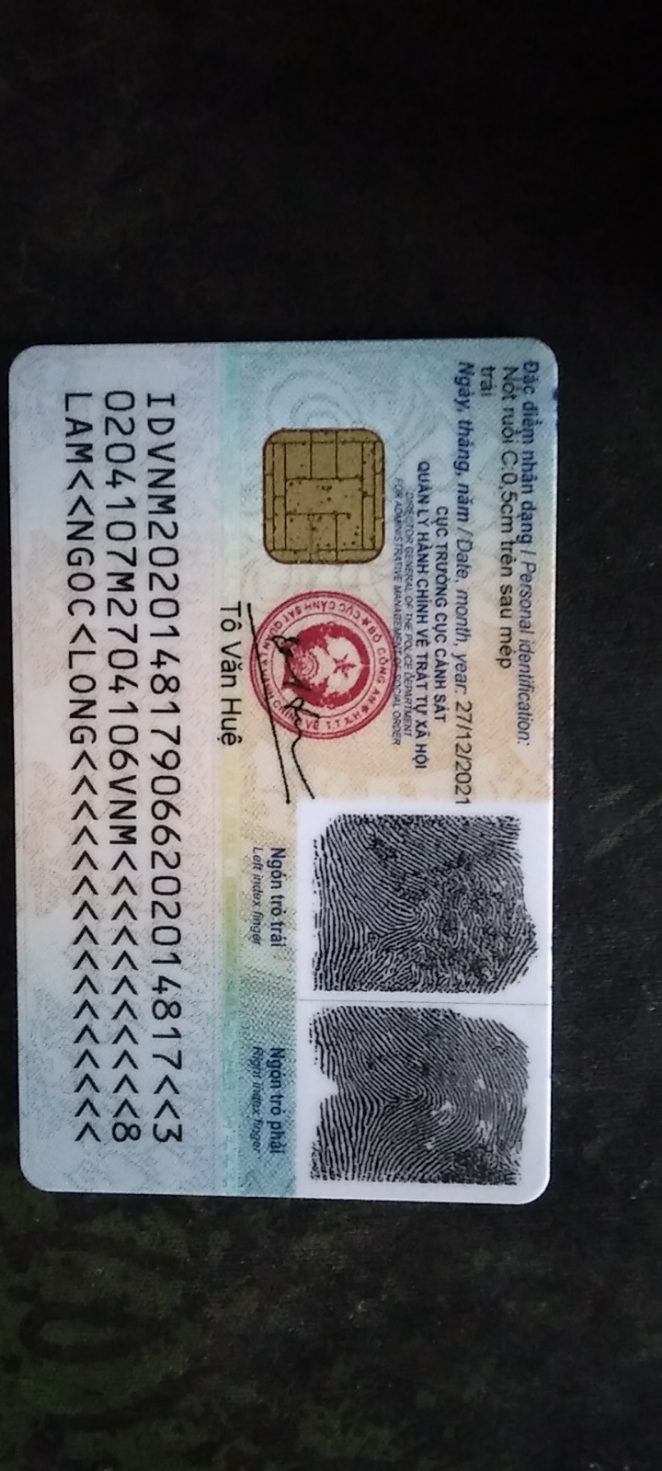 Đặc điểm nhân dạng / Personal identification:
Nốt ruồi C:0,5cm trên sau mép
trái
Ngày, tháng, năm / Date, month, year: 27/12/2021
CỤC TRƯỞNG CỤC CẢNH SÁT
QUẢN LÝ HÀNH CHÍNH VỀ TRẬT TỰ XÃ HỘI
DIRECTOR GENERAL OF THE POLICE DEPARTMENT
FOR ADMINISTRATIVE MANAGEMENT OF SOCIAL ORDER
BỘ CÔNG AN
Tô Văn Huệ
Ngón trỏ trái
Left index finger
Ngón trỏ phải
Right index finger
IDVNM2020148179066202014817<<3
0204107M2704106VNM<<<<<<<<<<<8
LAM<<NGOC<LONG<<<<<<<<<<<<<<<<